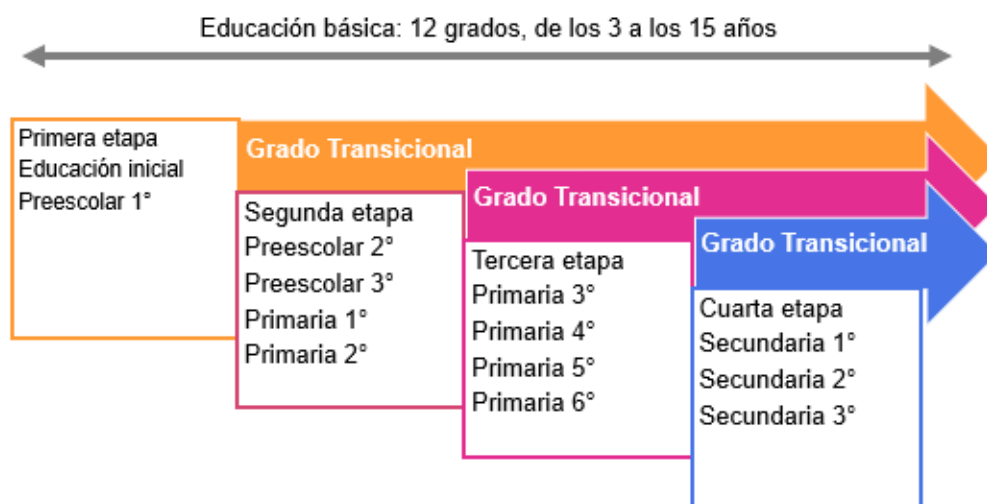 Educación básica: 12 grados, de los 3 a los 15 años
Primera etapa
Educación inicial
Preescolar 1°
Grado Transicional
Segunda etapa
Preescolar 2°
Preescolar 3°
Primaria 1°
Primaria 2°
Grado Transicional
Tercera etapa
Primaria 3°
Primaria 4°
Primaria 5°
Primaria 6°
Grado Transicional
Cuarta etapa
Secundaria 1°
Secundaria 2°
Secundaria 3°